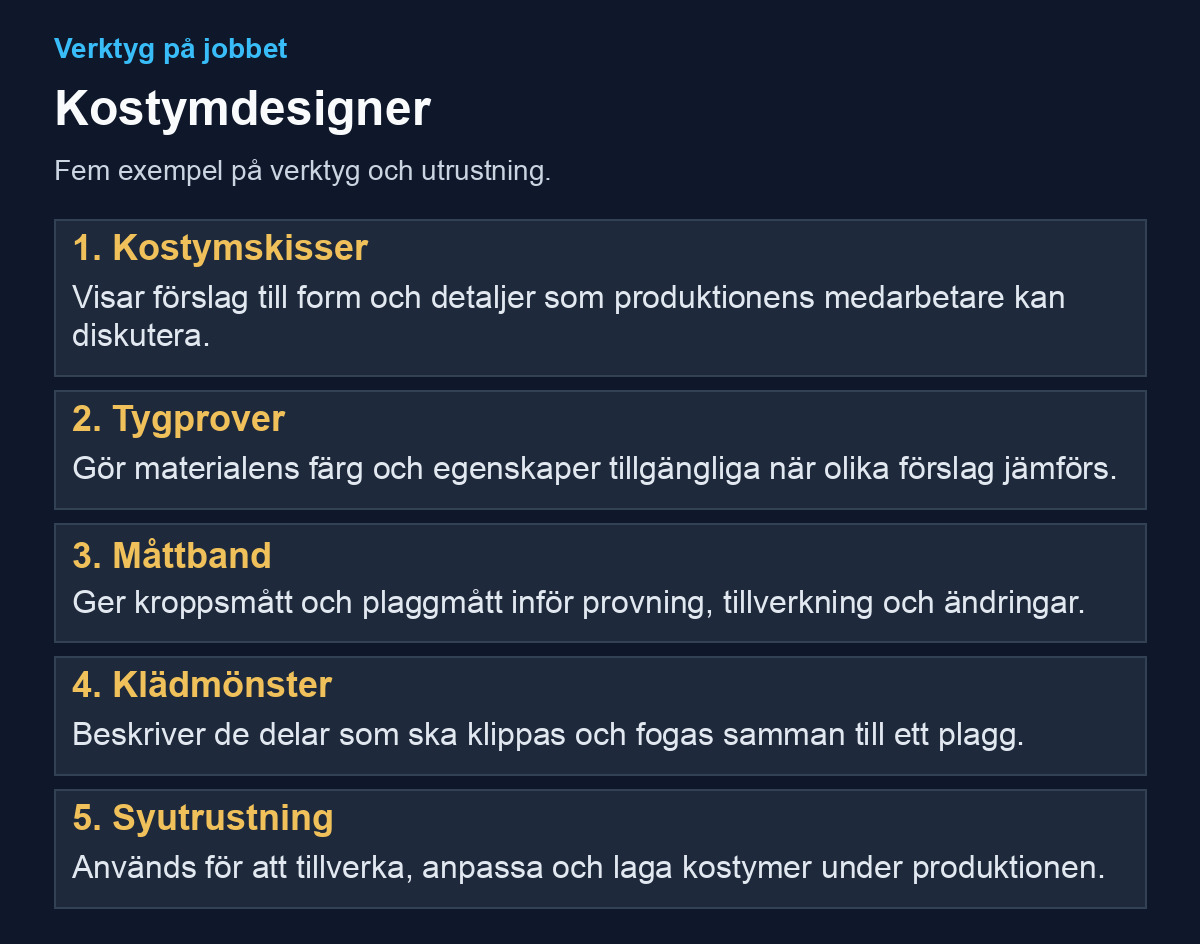 Verktyg på jobbet
Kostymdesigner
Fem exempel på verktyg och utrustning.
1. Kostymskisser
Visar förslag till form och detaljer som produktionens medarbetare kan
diskutera.
2. Tygprover
Gör materialens färg och egenskaper tillgängliga när olika förslag jämförs.
3. Måttband
Ger kroppsmått och plaggmått inför provning, tillverkning och ändringar.
4. Klädmönster
Beskriver de delar som ska klippas och fogas samman till ett plagg.
5. Syutrustning
Används för att tillverka, anpassa och laga kostymer under produktionen.